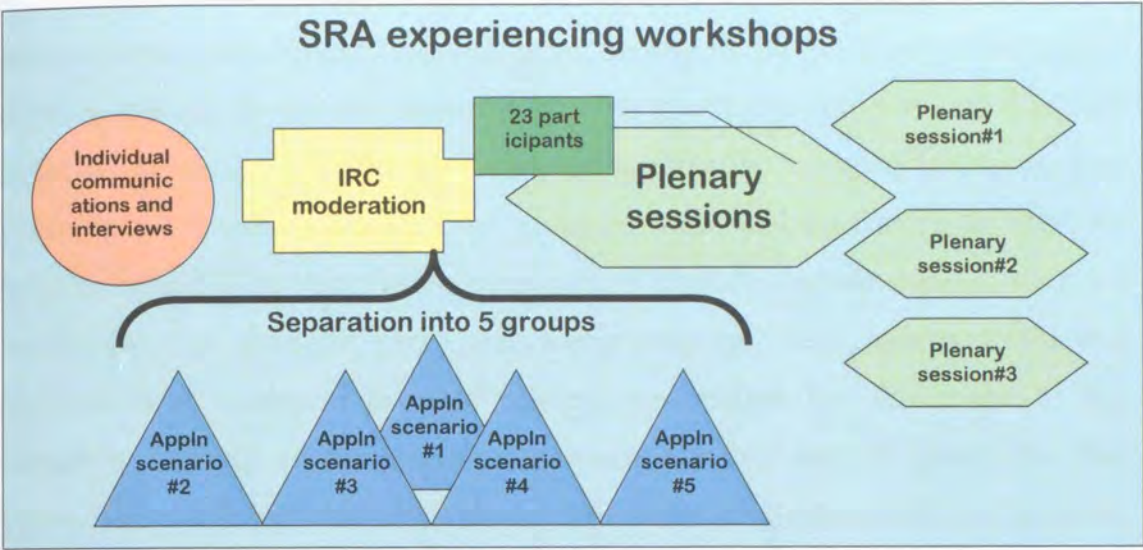 SRA experiencing workshops
Individual
communic
ations and
interviews
IRC
moderation
23 part
icipants
Plenary
sessions
Plenary
session#1
Plenary
session#2
Plenary
session#3
Separation into 5 groups
Appln
scenario
#2
Appln
scenario
#3
Appln
scenario
#1
Appln
scenario
#4
Appln
scenario
#5